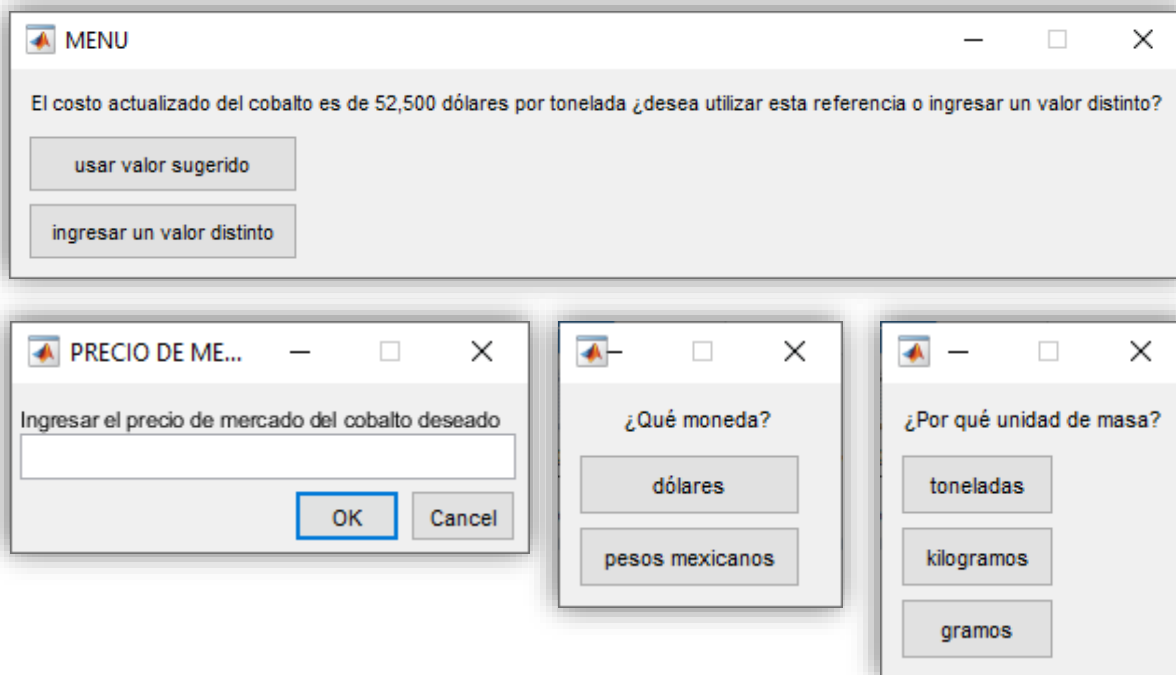 MENU
El costo actualizado del cobalto es de 52,500 dólares por tonelada ¿desea utilizar esta referencia o ingresar un valor distinto?
usar valor sugerido
ingresar un valor distinto
PRECIO DE ME...
Ingresar el precio de mercado del cobalto deseado
OK
Cancel
¿Qué moneda?
dólares
pesos mexicanos
¿Por qué unidad de masa?
toneladas
kilogramos
gramos